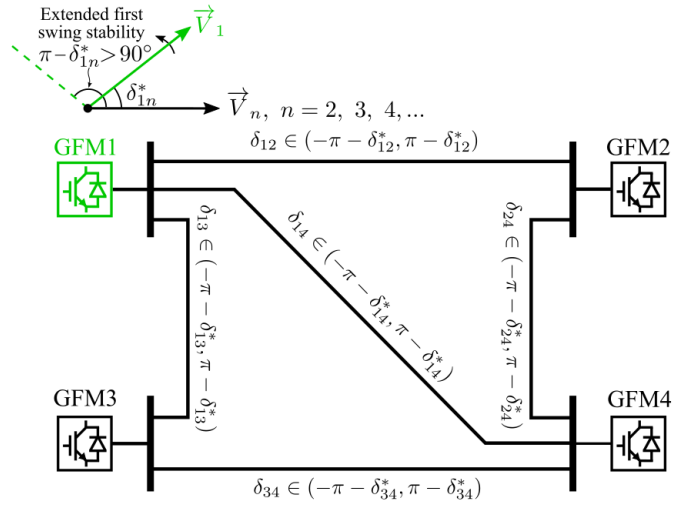 Extended first
swing stability
π−δ*₁ₙ>90°
V⃗₁
δ*₁ₙ
V⃗ₙ, n = 2, 3, 4,...
GFM1
δ₁₂ ∈ (−π − δ*₁₂, π − δ*₁₂)
GFM2
δ₁₃ ∈ (−π − δ*₁₃, π − δ*₁₃)
δ₁₄ ∈ (−π − δ*₁₄, π − δ*₁₄)
δ₂₄ ∈ (−π − δ*₂₄, π − δ*₂₄)
GFM3
GFM4
δ₃₄ ∈ (−π − δ*₃₄, π − δ*₃₄)